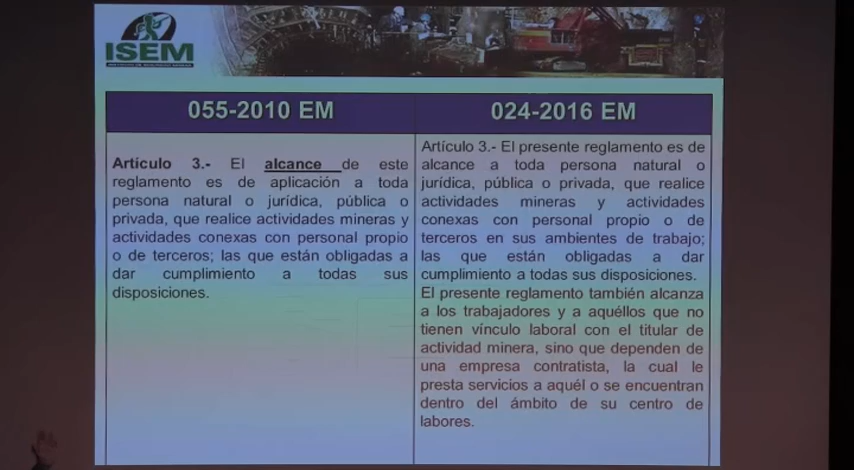 ISEM
055-2010 EM
024-2016 EM
Artículo 3.- El alcance de este
reglamento es de aplicación a toda
persona natural o jurídica, pública o
privada, que realice actividades mineras y
actividades conexas con personal propio
o de terceros; las que están obligadas a
dar cumplimiento a todas sus
disposiciones.
Artículo 3.- El presente reglamento es de
alcance a toda persona natural o
jurídica, pública o privada, que realice
actividades mineras y actividades
conexas con personal propio o de
terceros en sus ambientes de trabajo;
las que están obligadas a dar
cumplimiento a todas sus disposiciones.
El presente reglamento también alcanza
a los trabajadores y a aquéllos que no
tienen vínculo laboral con el titular de
actividad minera, sino que dependen de
una empresa contratista, la cual le
presta servicios a aquél o se encuentran
dentro del ámbito de su centro de
labores.